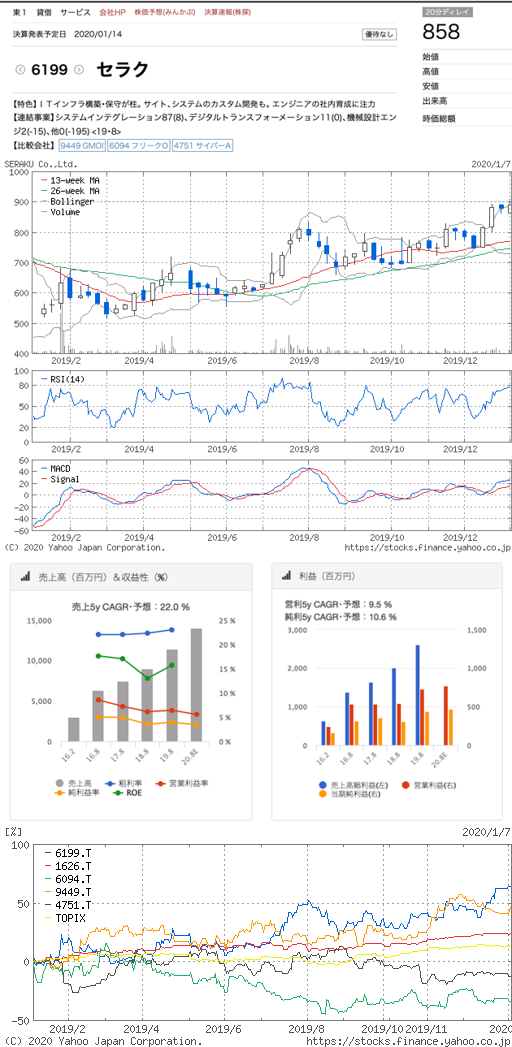 東1 貸借 サービス 会社HP 株価予想(みんかぶ) 決算速報(株探)
20分ディレイ
858
決算発表予定日 2020/01/14
優待なし
6199 セラク
始値
高値
安値
出来高
時価総額
【特色】ＩＴインフラ構築・保守が柱。サイト、システムのカスタム開発も。エンジニアの社内育成に注力
【連結事業】システムインテグレーション87(8)、デジタルトランスフォーメーション11(0)、機械設計エンジ2(-15)、他0(-195) <19・8>
【比較会社】 9449 GMOI 6094 フリークO 4751 サイバーA
SERAKU Co.,Ltd.
2020/1/7
13-week MA
26-week MA
Bollinger
Volume
1000
900
800
700
600
500
400
2019/2 2019/4 2019/6 2019/8 2019/10 2019/12
RSI(14)
100
80
60
40
20
0
2019/2 2019/4 2019/6 2019/8 2019/10 2019/12
MACD
Signal
60
40
20
0
-20
-40
-60
2019/2 2019/4 2019/6 2019/8 2019/10 2019/12
(C) 2020 Yahoo Japan Corporation.
https://stocks.finance.yahoo.co.jp
売上高（百万円）＆収益性（%）
売上5y CAGR・予想：22.0 %
15,000
10,000
5,000
0
25 %
20 %
15 %
10 %
5 %
0 %
16.2 16.8 17.8 18.8 19.8 20.8E
売上高 粗利率 営業利益率
純利益率 ROE
利益（百万円）
営利5y CAGR・予想：9.5 %
純利5y CAGR・予想：10.6 %
3,000
2,000
1,000
0
1,500
1,000
500
0
16.2 16.8 17.8 18.8 19.8 20.8E
売上高総利益(左) 営業利益(右)
当期純利益(右)
[%]
2020/1/7
6199.T
1626.T
6094.T
9449.T
4751.T
TOPIX
100
50
0
-50
2019/2 2019/4 2019/6 2019/8 2019/10 2019/11 2020
(C) 2020 Yahoo Japan Corporation.
https://stocks.finance.yahoo.co.jp